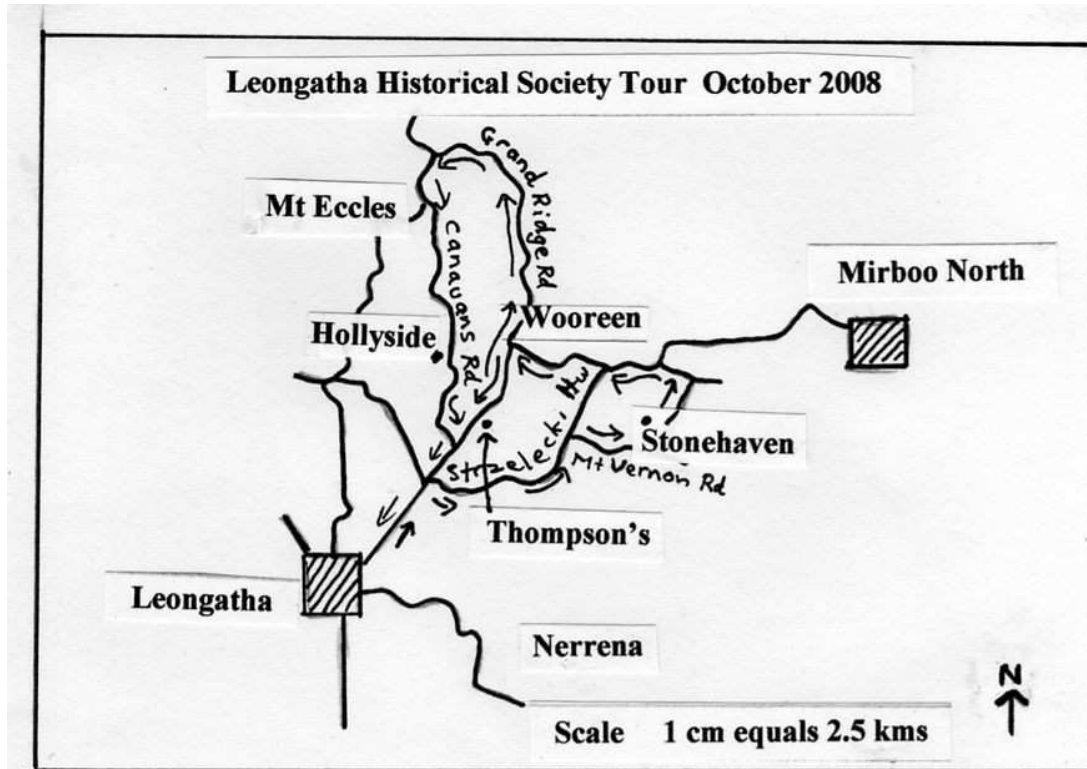 Leongatha Historical Society Tour October 2008
Grand Ridge Rd
Mt Eccles
Canavans Rd
Mirboo North
Wooreen
Hollyside
Strzelecki Hw
Stonehaven
Mt Vernon Rd
Thompson's
Leongatha
Nerrena
N
Scale 1 cm equals 2.5 kms